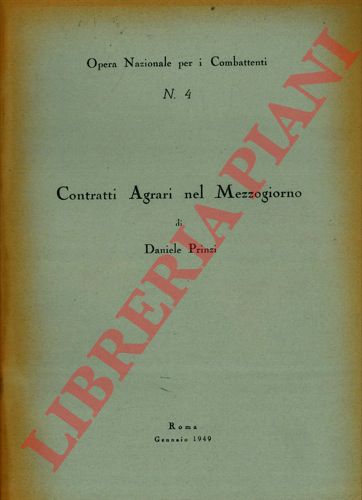 Opera Nazionale per i Combattenti
N. 4
Contratti Agrari nel Mezzogiorno
di
Daniele Prinzi
Roma
Gennaio 1949
LIBRERIA PIANI